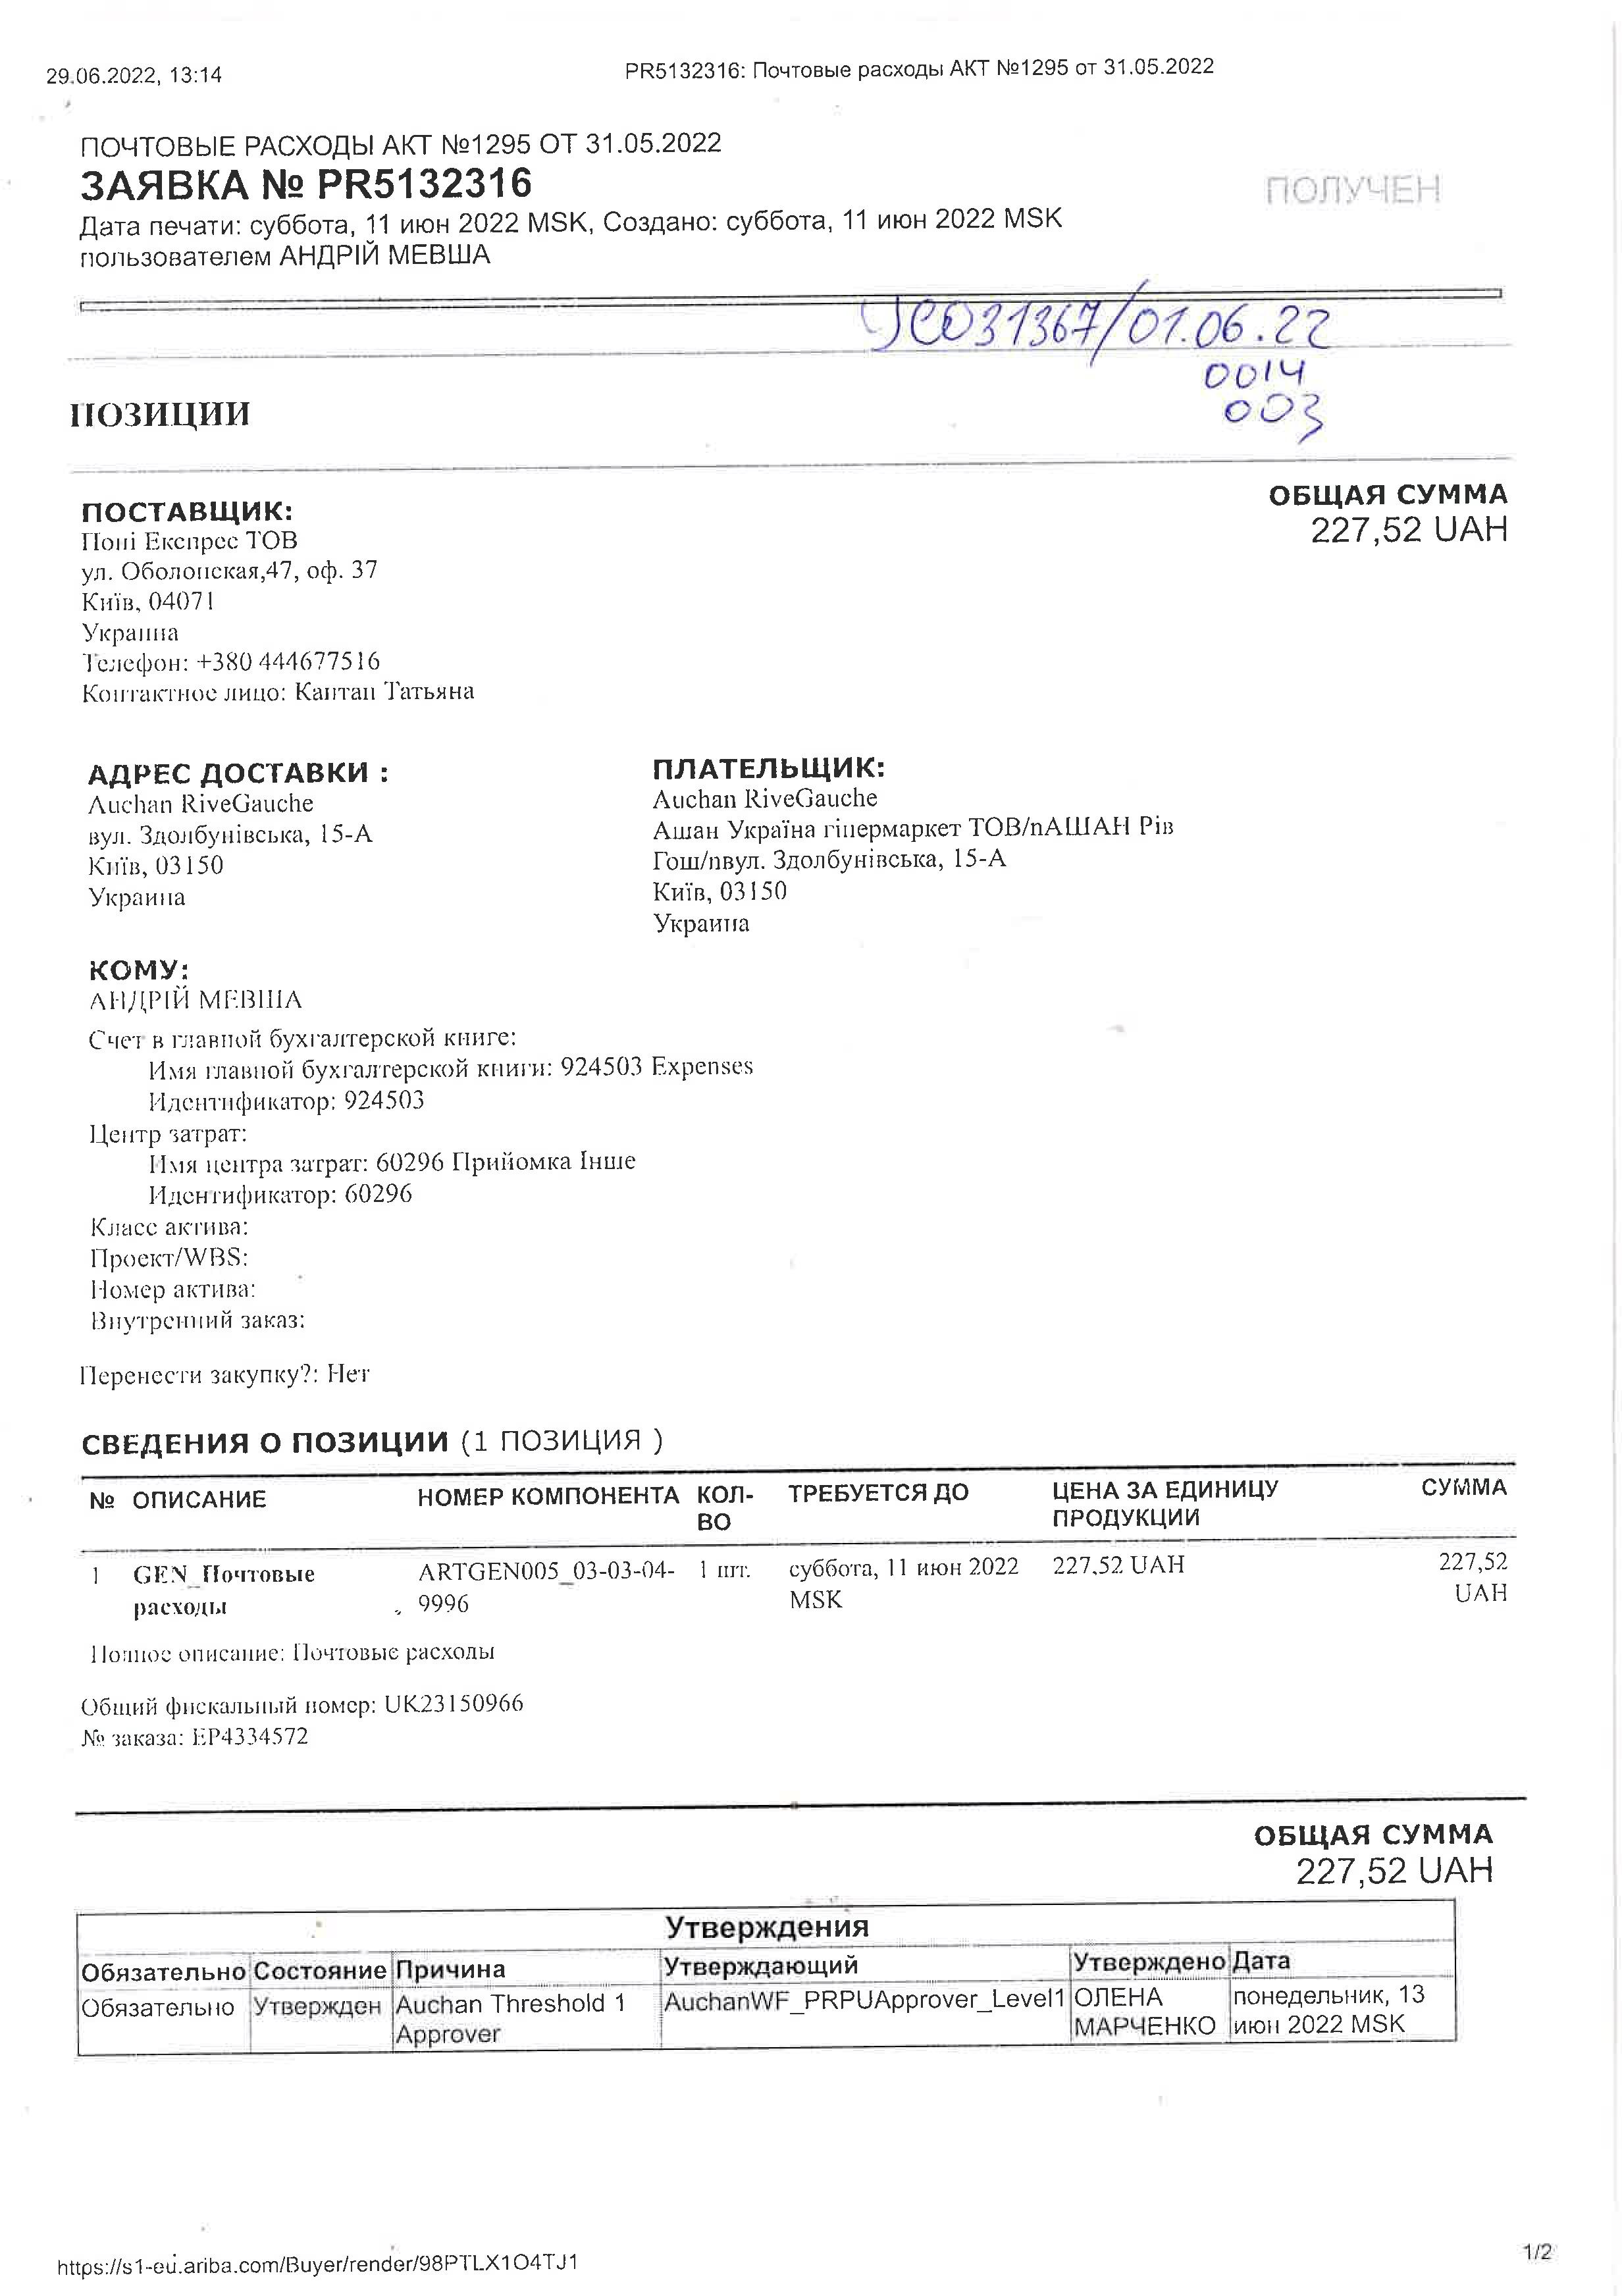 29.06.2022, 13:14
PR5132316: Почтовые расходы АКТ №1295 от 31.05.2022
ПОЧТОВЫЕ РАСХОДЫ АКТ №1295 ОТ 31.05.2022
ЗАЯВКА № PR5132316
ПОЛУЧЕН
Дата печати: суббота, 11 июн 2022 MSK, Создано: суббота, 11 июн 2022 MSK
пользователем АНДРІЙ МЕВША
031367/01.06.22
0014
003
ПОЗИЦИИ
ОБЩАЯ СУММА
227,52 UAH
ПОСТАВЩИК:
Поні Експрес ТОВ
ул. Оболонская,47, оф. 37
Київ, 04071
Украина
Телефон: +380 444677516
Контактное лицо: Каптан Татьяна
АДРЕС ДОСТАВКИ :
Auchan RiveGauche
вул. Здолбунівська, 15-А
Київ, 03150
Украина
ПЛАТЕЛЬЩИК:
Auchan RiveGauche
Ашан Україна гіпермаркет ТОВ/nАШАН Рів
Гош/nвул. Здолбунівська, 15-А
Київ, 03150
Украина
КОМУ:
АНДРІЙ МЕВША
Счет в главной бухгалтерской книге:
Имя главной бухгалтерской книги: 924503 Expenses
Идентификатор: 924503
Центр затрат:
Имя центра затрат: 60296 Прийомка Інше
Идентификатор: 60296
Класс актива:
Проект/WBS:
Номер актива:
Внутренний заказ:
Перенести закупку?: Нет
СВЕДЕНИЯ О ПОЗИЦИИ (1 ПОЗИЦИЯ )
№ ОПИСАНИЕ НОМЕР КОМПОНЕНТА КОЛ- ТРЕБУЕТСЯ ДО ЦЕНА ЗА ЕДИНИЦУ СУММА
ВО ПРОДУКЦИИ
1 GEN_Почтовые ARTGEN005_03-03-04- 1 шт. суббота, 11 июн 2022 227,52 UAH 227,52
расходы 9996 MSK UAH
Полное описание: Почтовые расходы
Общий фискальный номер: UK23150966
№ заказа: EP4334572
ОБЩАЯ СУММА
227,52 UAH
Утверждения
Обязательно Состояние Причина Утверждающий Утверждено Дата
Обязательно Утвержден Auchan Threshold 1 AuchanWF_PRPUApprover_Level1 ОЛЕНА понедельник, 13
Approver МАРЧЕНКО июн 2022 MSK
https://s1-eu.ariba.com/Buyer/render/98PTLX1O4TJ1
1/2